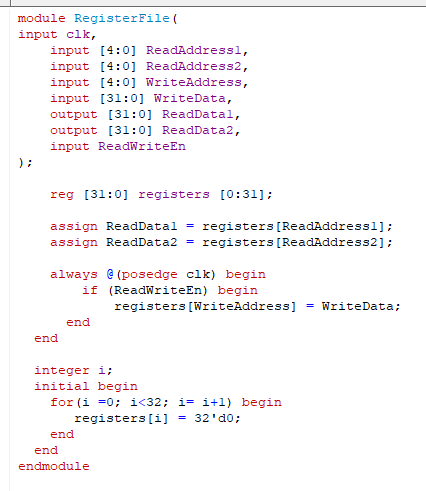 module RegisterFile(
input clk,
    input [4:0] ReadAddress1,
    input [4:0] ReadAddress2,
    input [4:0] WriteAddress,
    input [31:0] WriteData,
    output [31:0] ReadData1,
    output [31:0] ReadData2,
    input ReadWriteEn
);
    reg [31:0] registers [0:31];
    assign ReadData1 = registers[ReadAddress1];
    assign ReadData2 = registers[ReadAddress2];
    always @(posedge clk) begin
        if (ReadWriteEn) begin
            registers[WriteAddress] = WriteData;
      end
  end
  integer i;
  initial begin
    for(i =0; i<32; i= i+1) begin
       registers[i] = 32'd0;
    end
  end
endmodule